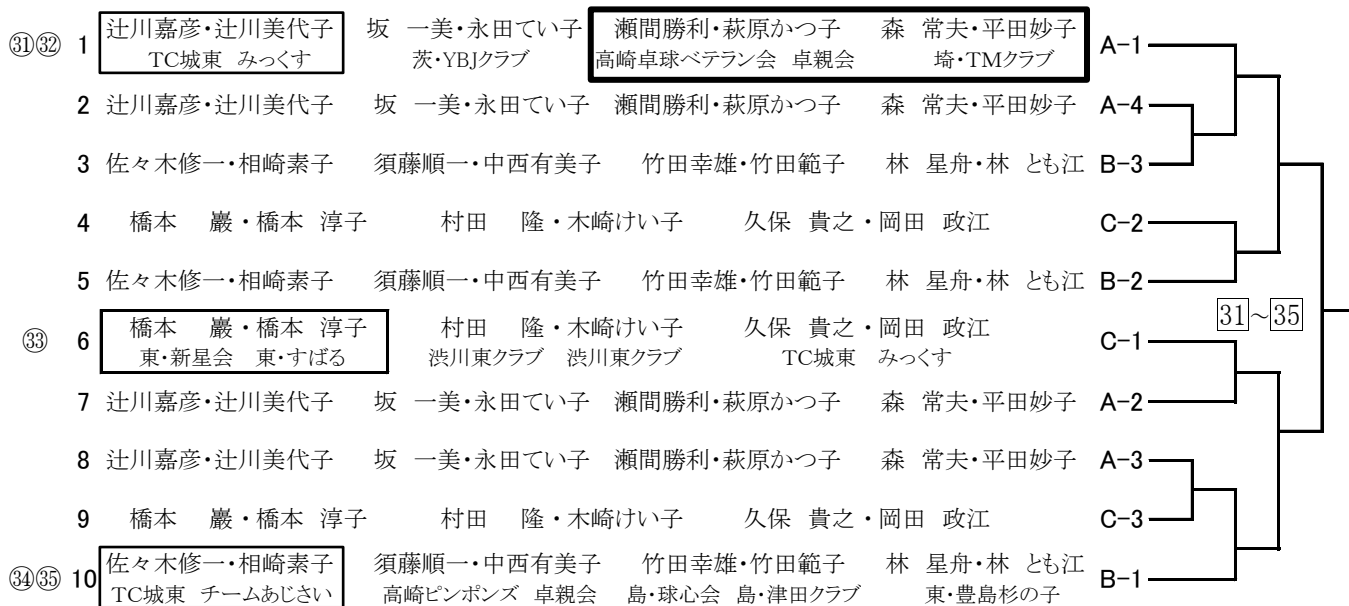 ㉛㉜ 1 辻川嘉彦・辻川美代子 坂 一美・永田てい子 瀬間勝利・萩原かつ子 森 常夫・平田妙子 A-1
TC城東 みっくす 茨・YBJクラブ 高崎卓球ベテラン会 卓親会 埼・TMクラブ
2 辻川嘉彦・辻川美代子 坂 一美・永田てい子 瀬間勝利・萩原かつ子 森 常夫・平田妙子 A-4
3 佐々木修一・相崎素子 須藤順一・中西有美子 竹田幸雄・竹田範子 林 星舟・林 とも江 B-3
4 橋本 巖・橋本 淳子 村田 隆・木崎けい子 久保 貴之・岡田 政江 C-2
5 佐々木修一・相崎素子 須藤順一・中西有美子 竹田幸雄・竹田範子 林 星舟・林 とも江 B-2
31～35
㉝ 6 橋本 巖・橋本 淳子 村田 隆・木崎けい子 久保 貴之・岡田 政江 C-1
東・新星会 東・すばる 渋川東クラブ 渋川東クラブ TC城東 みっくす
7 辻川嘉彦・辻川美代子 坂 一美・永田てい子 瀬間勝利・萩原かつ子 森 常夫・平田妙子 A-2
8 辻川嘉彦・辻川美代子 坂 一美・永田てい子 瀬間勝利・萩原かつ子 森 常夫・平田妙子 A-3
9 橋本 巖・橋本 淳子 村田 隆・木崎けい子 久保 貴之・岡田 政江 C-3
㉞㉟ 10 佐々木修一・相崎素子 須藤順一・中西有美子 竹田幸雄・竹田範子 林 星舟・林 とも江 B-1
TC城東 チームあじさい 高崎ピンポンズ 卓親会 島・球心会 島・津田クラブ 東・豊島杉の子